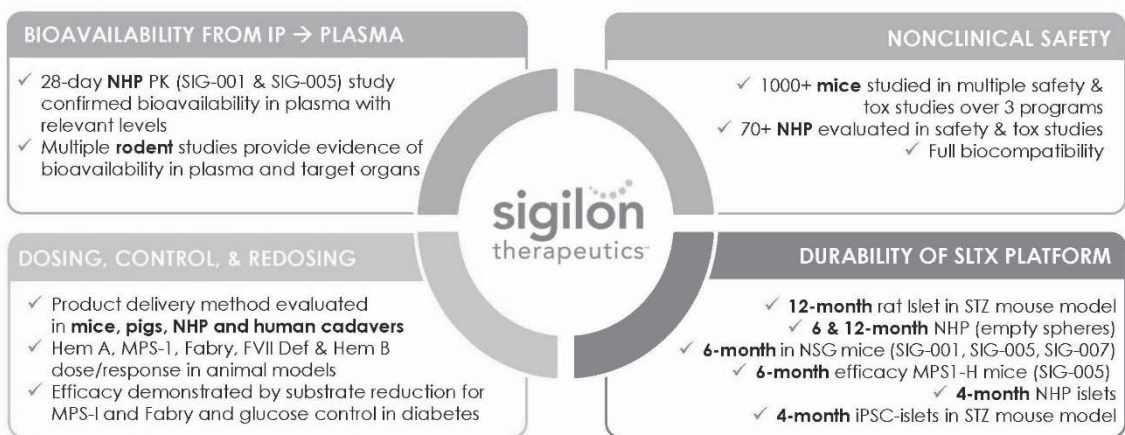 BIOAVAILABILITY FROM IP → PLASMA
✓ 28-day NHP PK (SIG-001 & SIG-005) study
confirmed bioavailability in plasma with
relevant levels
✓ Multiple rodent studies provide evidence of
bioavailability in plasma and target organs
NONCLINICAL SAFETY
✓ 1000+ mice studied in multiple safety &
tox studies over 3 programs
✓ 70+ NHP evaluated in safety & tox studies
✓ Full biocompatibility
sigilon
therapeutics™
DOSING, CONTROL, & REDOSING
✓ Product delivery method evaluated
in mice, pigs, NHP and human cadavers
✓ Hem A, MPS-1, Fabry, FVII Def & Hem B
dose/response in animal models
✓ Efficacy demonstrated by substrate reduction for
MPS-I and Fabry and glucose control in diabetes
DURABILITY OF SLTX PLATFORM
✓ 12-month rat Islet in STZ mouse model
✓ 6 & 12-month NHP (empty spheres)
✓ 6-month in NSG mice (SIG-001, SIG-005, SIG-007)
✓ 6-month efficacy MPS1-H mice (SIG-005)
✓ 4-month NHP islets
✓ 4-month iPSC-islets in STZ mouse model